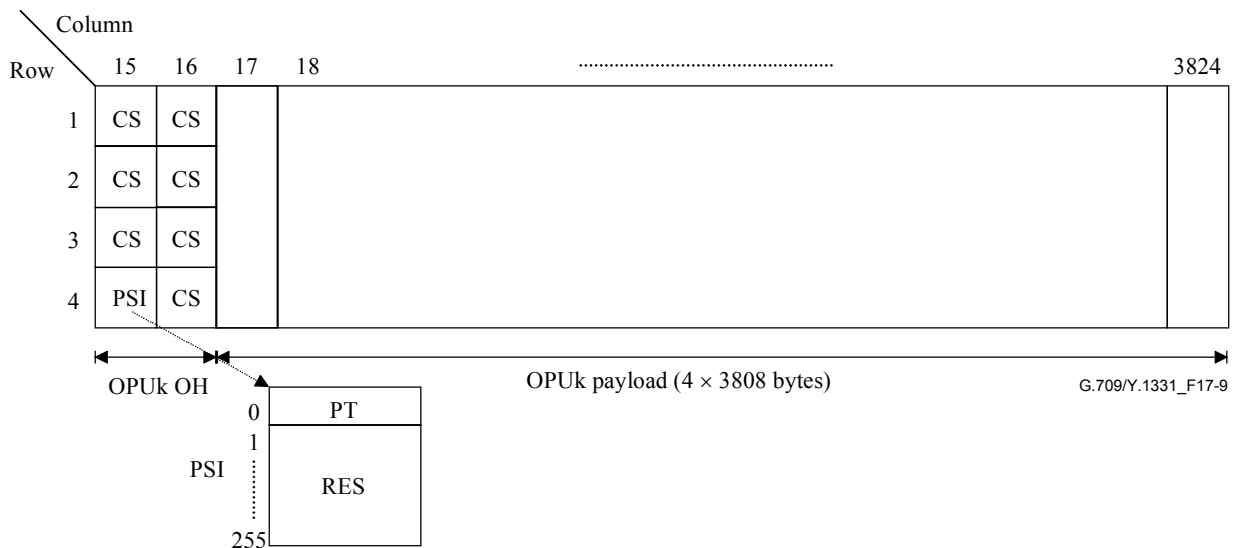 Column
Row 15 16 17 18 ............................................... 3824
1 CS CS
2 CS CS
3 CS CS
4 PSI CS
OPUk OH OPUk payload (4 × 3808 bytes) G.709/Y.1331_F17-9
0 PT
1
PSI RES
255